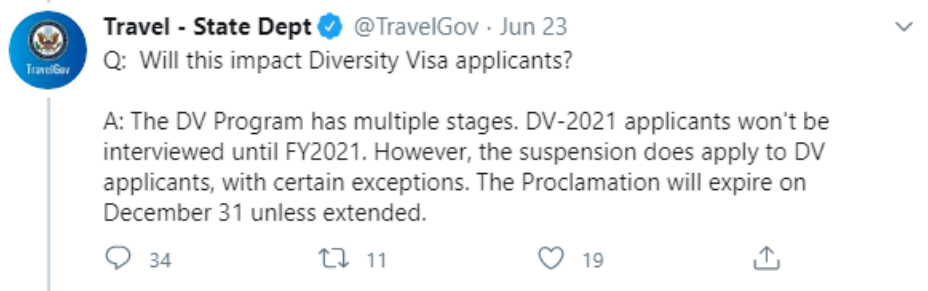 Travel - State Dept @TravelGov · Jun 23
TravelGov
Q: Will this impact Diversity Visa applicants?
A: The DV Program has multiple stages. DV-2021 applicants won't be
interviewed until FY2021. However, the suspension does apply to DV
applicants, with certain exceptions. The Proclamation will expire on
December 31 unless extended.
34 11 19